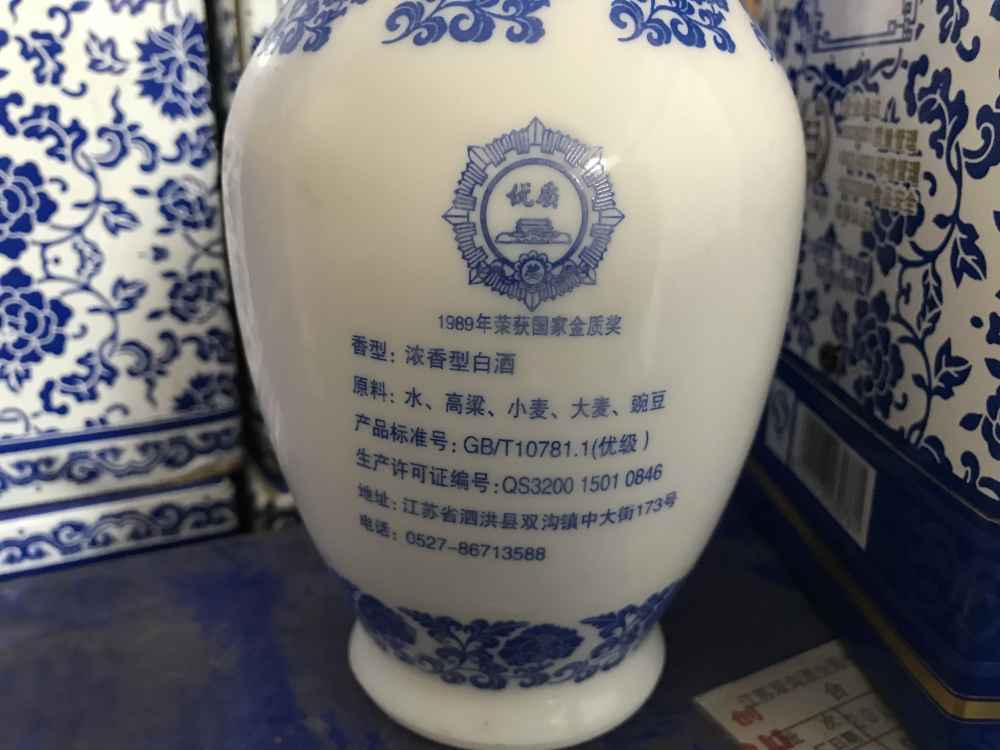 优质
1989年荣获国家金质奖
香型：浓香型白酒
原料：水、高粱、小麦、大麦、豌豆
产品标准号：GB/T10781.1(优级)
生产许可证编号：QS3200 1501 0846
地址：江苏省泗洪县双沟镇中大街173号
电话：0527-86713588